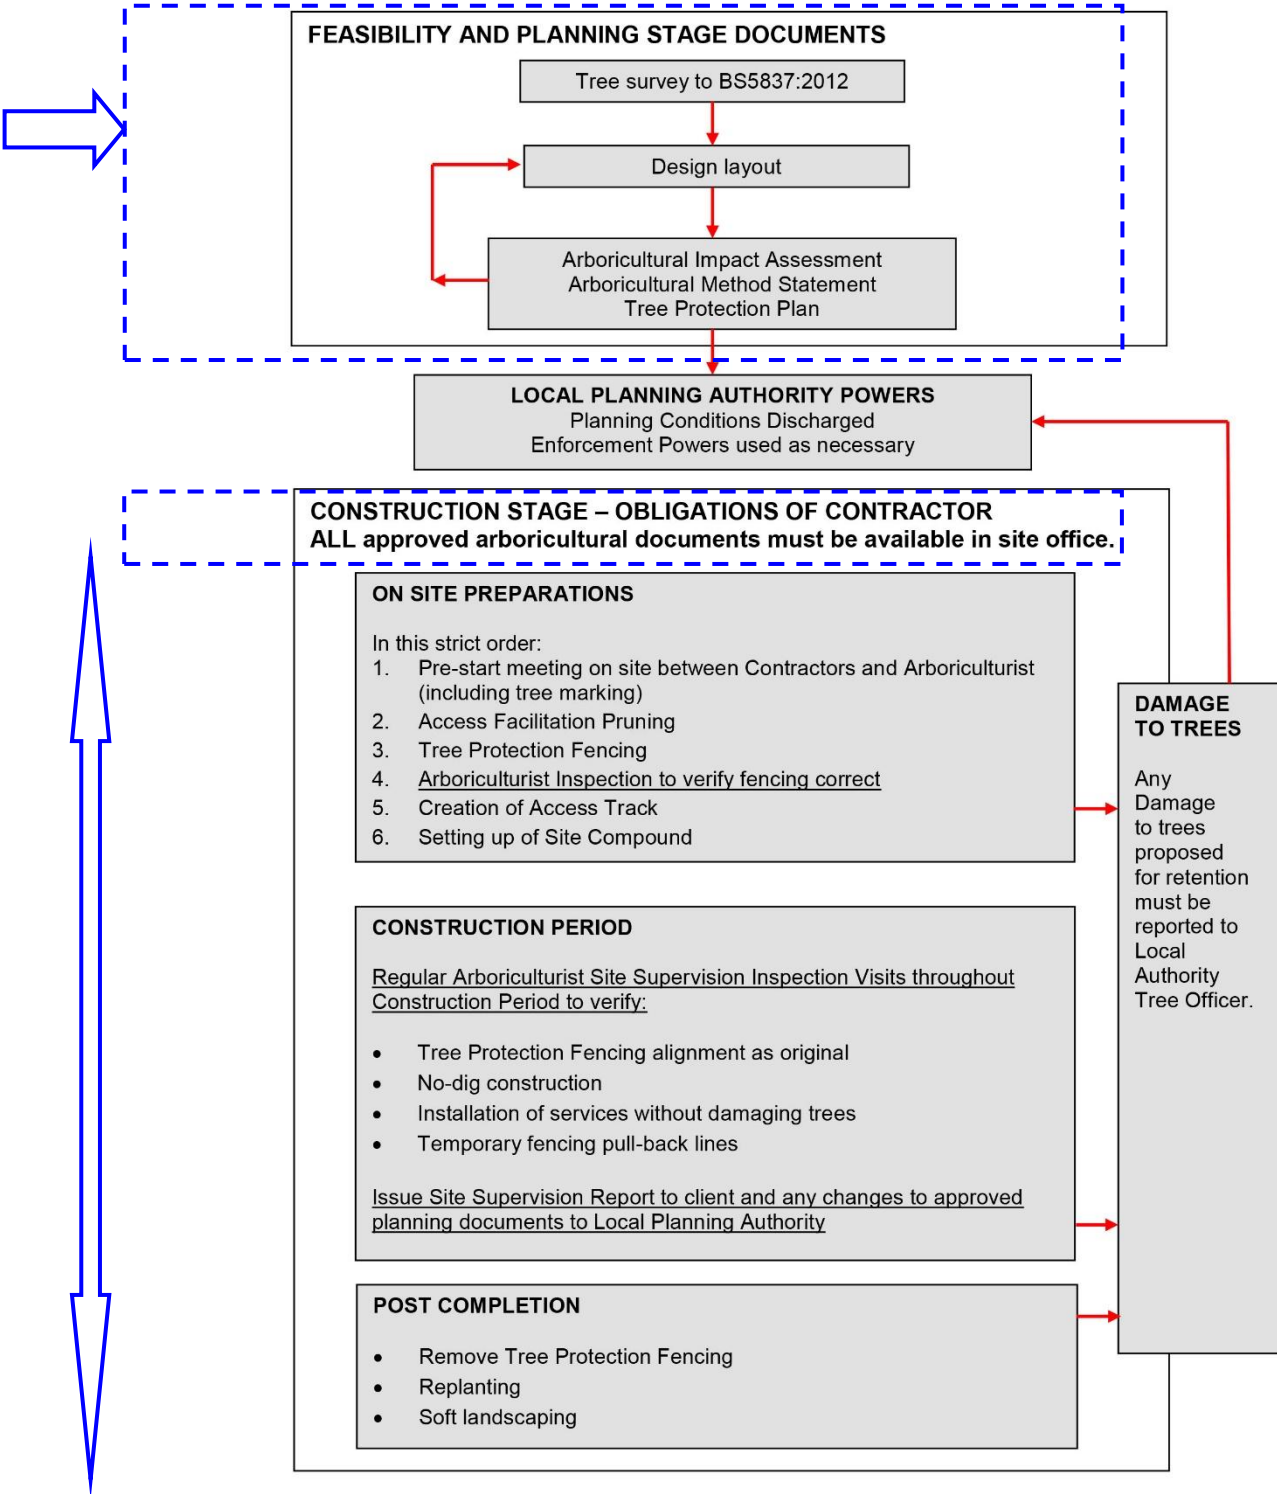 FEASIBILITY AND PLANNING STAGE DOCUMENTS
Tree survey to BS5837:2012
Design layout
Arboricultural Impact Assessment
Arboricultural Method Statement
Tree Protection Plan
LOCAL PLANNING AUTHORITY POWERS
Planning Conditions Discharged
Enforcement Powers used as necessary
CONSTRUCTION STAGE – OBLIGATIONS OF CONTRACTOR
ALL approved arboricultural documents must be available in site office.
ON SITE PREPARATIONS
In this strict order:
1. Pre-start meeting on site between Contractors and Arboriculturist
(including tree marking)
2. Access Facilitation Pruning
3. Tree Protection Fencing
4. Arboriculturist Inspection to verify fencing correct
5. Creation of Access Track
6. Setting up of Site Compound
CONSTRUCTION PERIOD
Regular Arboriculturist Site Supervision Inspection Visits throughout
Construction Period to verify:
• Tree Protection Fencing alignment as original
• No-dig construction
• Installation of services without damaging trees
• Temporary fencing pull-back lines
Issue Site Supervision Report to client and any changes to approved
planning documents to Local Planning Authority
POST COMPLETION
• Remove Tree Protection Fencing
• Replanting
• Soft landscaping
DAMAGE
TO TREES
Any
Damage
to trees
proposed
for retention
must be
reported to
Local
Authority
Tree Officer.